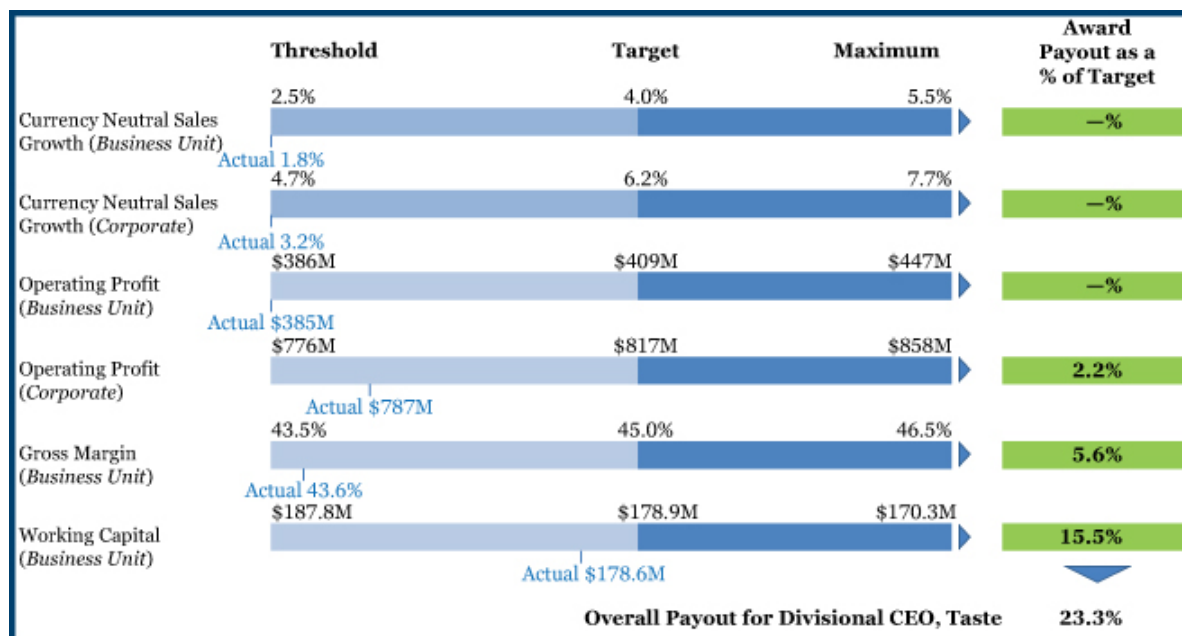 Threshold Target Maximum Award Payout as a % of Target
2.5% 4.0% 5.5%
Currency Neutral Sales
Growth (Business Unit)
—%
Actual 1.8%
4.7% 6.2% 7.7%
Currency Neutral Sales
Growth (Corporate)
—%
Actual 3.2%
$386M $409M $447M
Operating Profit
(Business Unit)
—%
Actual $385M
$776M $817M $858M
Operating Profit
(Corporate)
2.2%
Actual $787M
43.5% 45.0% 46.5%
Gross Margin
(Business Unit)
5.6%
Actual 43.6%
$187.8M $178.9M $170.3M
Working Capital
(Business Unit)
15.5%
Actual $178.6M
Overall Payout for Divisional CEO, Taste 23.3%